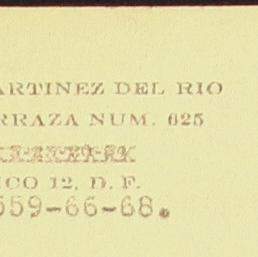 ARTINEZ DEL RIO
RRAZA NUM. 625
ICO 12, D. F.
559-66-68.